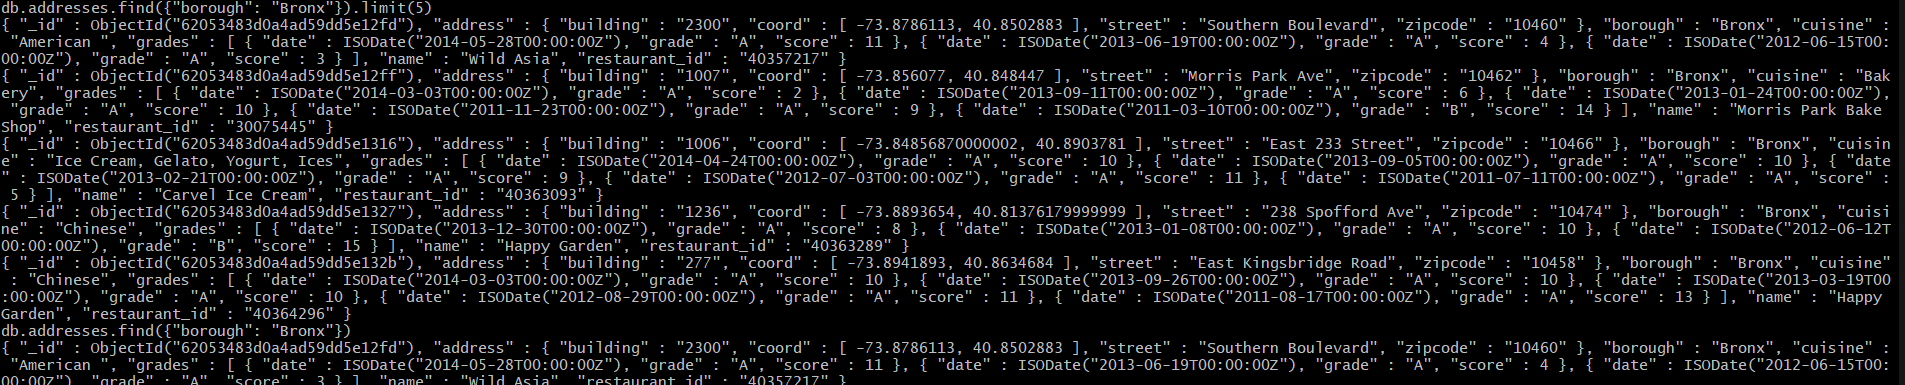 db.addresses.find({"borough": "Bronx"}).limit(5)
{ "_id" : ObjectId("62053483d0a4ad59dd5e12fd"), "address" : { "building" : "2300", "coord" : [ -73.8786113, 40.8502883 ], "street" : "Southern Boulevard", "zipcode" : "10460" }, "borough" : "Bronx", "cuisine" :
 "American ", "grades" : [ { "date" : ISODate("2014-05-28T00:00:00Z"), "grade" : "A", "score" : 11 }, { "date" : ISODate("2013-06-19T00:00:00Z"), "grade" : "A", "score" : 4 }, { "date" : ISODate("2012-06-15T00:
00:00Z"), "grade" : "A", "score" : 3 } ], "name" : "Wild Asia", "restaurant_id" : "40357217" }
{ "_id" : ObjectId("62053483d0a4ad59dd5e12ff"), "address" : { "building" : "1007", "coord" : [ -73.856077, 40.848447 ], "street" : "Morris Park Ave", "zipcode" : "10462" }, "borough" : "Bronx", "cuisine" : "Bak
ery", "grades" : [ { "date" : ISODate("2014-03-03T00:00:00Z"), "grade" : "A", "score" : 2 }, { "date" : ISODate("2013-09-11T00:00:00Z"), "grade" : "A", "score" : 6 }, { "date" : ISODate("2013-01-24T00:00:00Z"),
 "grade" : "A", "score" : 10 }, { "date" : ISODate("2011-11-23T00:00:00Z"), "grade" : "A", "score" : 9 }, { "date" : ISODate("2011-03-10T00:00:00Z"), "grade" : "B", "score" : 14 } ], "name" : "Morris Park Bake
Shop", "restaurant_id" : "30075445" }
{ "_id" : ObjectId("62053483d0a4ad59dd5e1316"), "address" : { "building" : "1006", "coord" : [ -73.84856870000002, 40.8903781 ], "street" : "East 233 Street", "zipcode" : "10466" }, "borough" : "Bronx", "cuisin
e" : "Ice Cream, Gelato, Yogurt, Ices", "grades" : [ { "date" : ISODate("2014-04-24T00:00:00Z"), "grade" : "A", "score" : 10 }, { "date" : ISODate("2013-09-05T00:00:00Z"), "grade" : "A", "score" : 10 }, { "date
" : ISODate("2013-02-21T00:00:00Z"), "grade" : "A", "score" : 9 }, { "date" : ISODate("2012-07-03T00:00:00Z"), "grade" : "A", "score" : 11 }, { "date" : ISODate("2011-07-11T00:00:00Z"), "grade" : "A", "score" :
 5 } ], "name" : "Carvel Ice Cream", "restaurant_id" : "40363093" }
{ "_id" : ObjectId("62053483d0a4ad59dd5e1327"), "address" : { "building" : "1236", "coord" : [ -73.8893654, 40.81376179999999 ], "street" : "238 Spofford Ave", "zipcode" : "10474" }, "borough" : "Bronx", "cuisi
ne" : "Chinese", "grades" : [ { "date" : ISODate("2013-12-30T00:00:00Z"), "grade" : "A", "score" : 8 }, { "date" : ISODate("2013-01-08T00:00:00Z"), "grade" : "A", "score" : 10 }, { "date" : ISODate("2012-06-12T
00:00:00Z"), "grade" : "B", "score" : 15 } ], "name" : "Happy Garden", "restaurant_id" : "40363289" }
{ "_id" : ObjectId("62053483d0a4ad59dd5e132b"), "address" : { "building" : "277", "coord" : [ -73.8941893, 40.8634684 ], "street" : "East Kingsbridge Road", "zipcode" : "10458" }, "borough" : "Bronx", "cuisine"
 : "Chinese", "grades" : [ { "date" : ISODate("2014-03-03T00:00:00Z"), "grade" : "A", "score" : 10 }, { "date" : ISODate("2013-09-26T00:00:00Z"), "grade" : "A", "score" : 10 }, { "date" : ISODate("2013-03-19T00
:00:00Z"), "grade" : "A", "score" : 10 }, { "date" : ISODate("2012-08-29T00:00:00Z"), "grade" : "A", "score" : 11 }, { "date" : ISODate("2011-08-17T00:00:00Z"), "grade" : "A", "score" : 13 } ], "name" : "Happy
Garden", "restaurant_id" : "40364296" }
db.addresses.find({"borough": "Bronx"})
{ "_id" : ObjectId("62053483d0a4ad59dd5e12fd"), "address" : { "building" : "2300", "coord" : [ -73.8786113, 40.8502883 ], "street" : "Southern Boulevard", "zipcode" : "10460" }, "borough" : "Bronx", "cuisine" :
 "American ", "grades" : [ { "date" : ISODate("2014-05-28T00:00:00Z"), "grade" : "A", "score" : 11 }, { "date" : ISODate("2013-06-19T00:00:00Z"), "grade" : "A", "score" : 4 }, { "date" : ISODate("2012-06-15T00:
00:00Z"), "grade" : "A", "score" : 3 } ], "name" : "Wild Asia", "restaurant_id" : "40357217" }